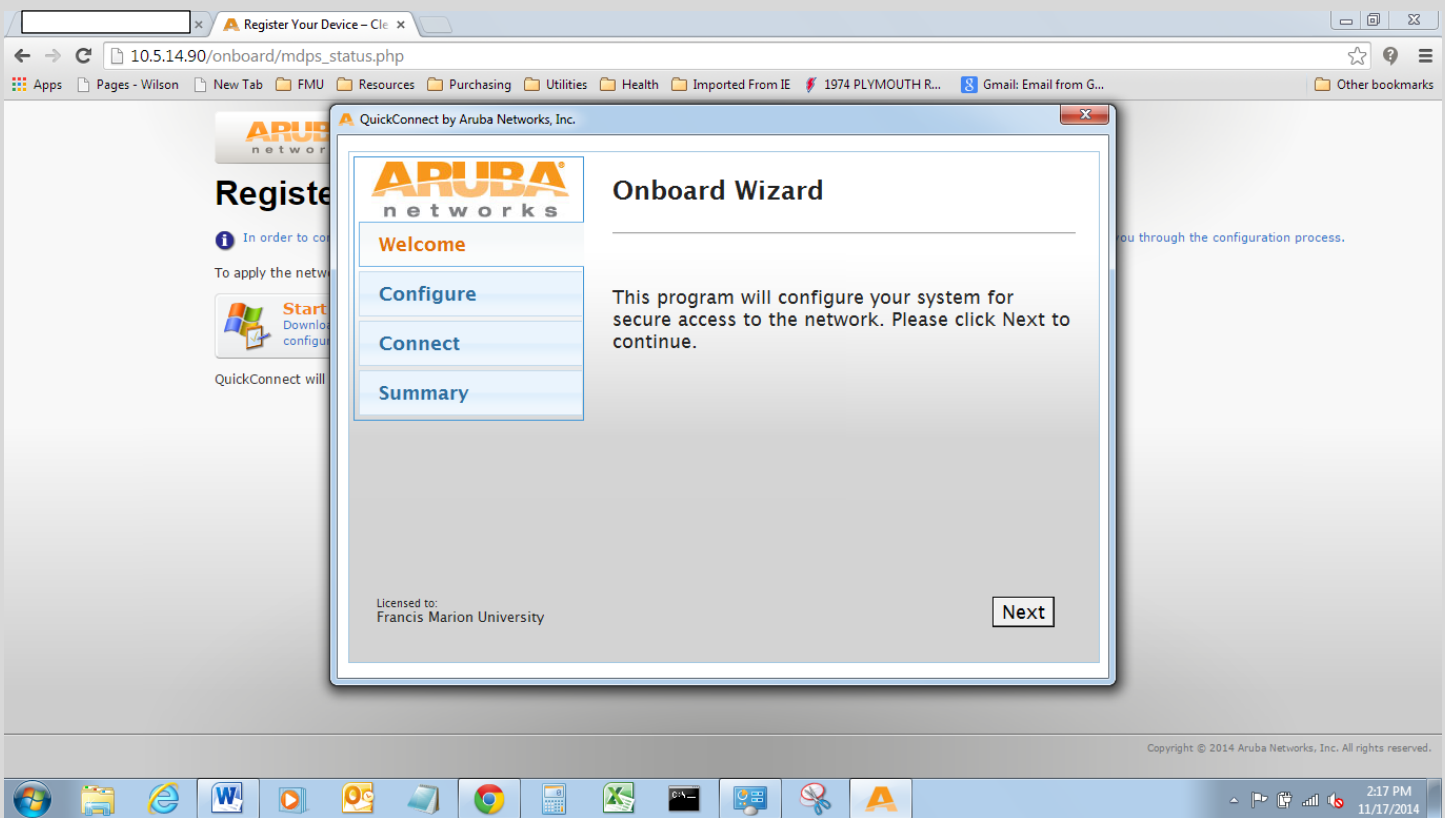 Register Your Device – Cle
10.5.14.90/onboard/mdps_status.php
Apps Pages - Wilson New Tab FMU Resources Purchasing Utilities Health Imported From IE 1974 PLYMOUTH R... Gmail: Email from G... Other bookmarks
QuickConnect by Aruba Networks, Inc.
networ
Registe
In order to co
ou through the configuration process.
To apply the netw
Start
Downlo
configur
QuickConnect will
ARUBA
networks
Welcome
Configure
Connect
Summary
Onboard Wizard
This program will configure your system for
secure access to the network. Please click Next to
continue.
Licensed to:
Francis Marion University
Next
Copyright © 2014 Aruba Networks, Inc. All rights reserved.
C:\
2:17 PM
11/17/2014